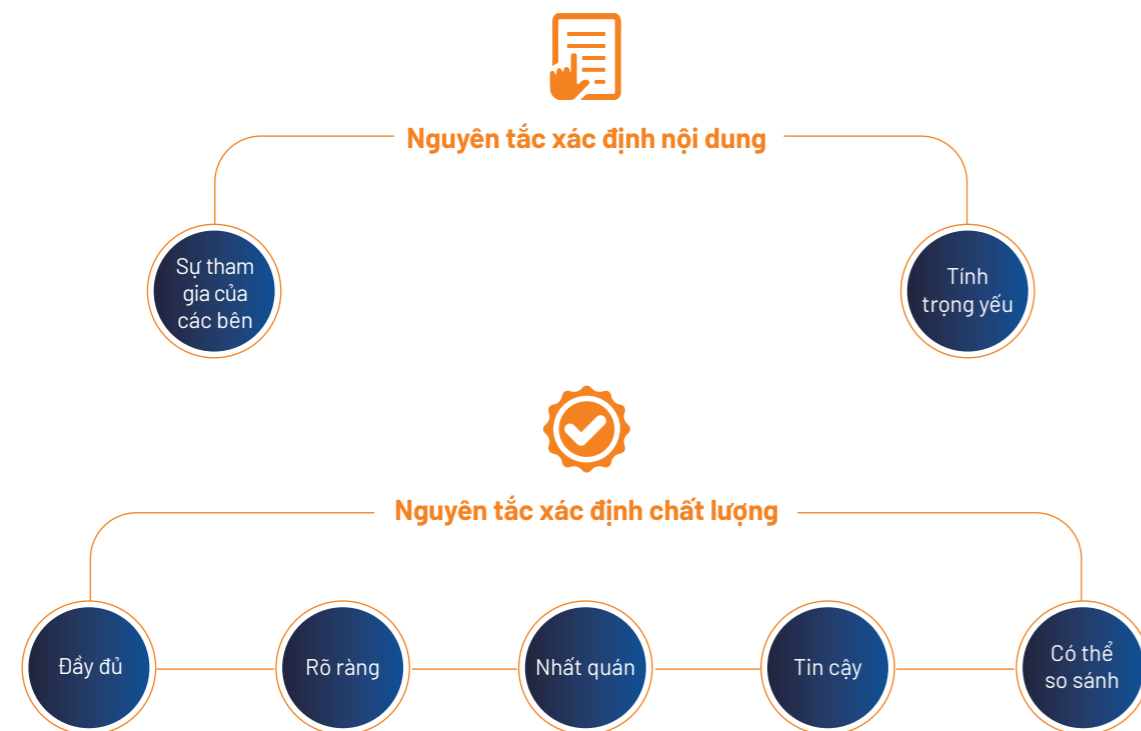 Nguyên tắc xác định nội dung
Sự tham
gia của
các bên
Tính
trọng yếu
Nguyên tắc xác định chất lượng
Đầy đủ
Rõ ràng
Nhất quán
Tin cậy
Có thể
so sánh